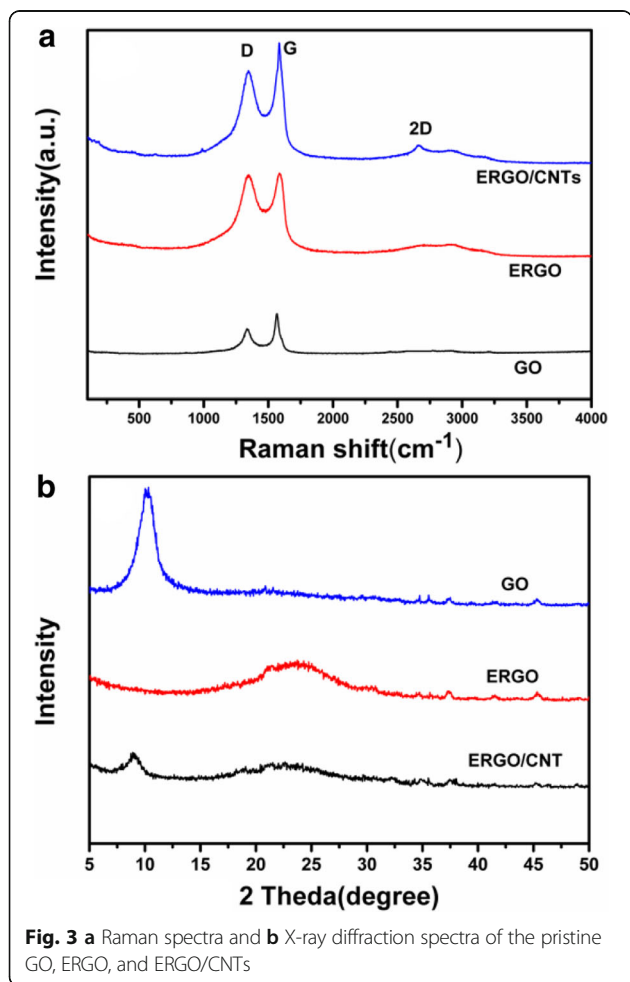 a
D
G
2D
ERGO/CNTs
ERGO
GO
Intensity(a.u.)
500 1000 1500 2000 2500 3000 3500 4000
Raman shift(cm⁻¹)
b
GO
ERGO
ERGO/CNT
Intensity
5 10 15 20 25 30 35 40 45 50
2 Theda(degree)
Fig. 3 a Raman spectra and b X-ray diffraction spectra of the pristine
GO, ERGO, and ERGO/CNTs